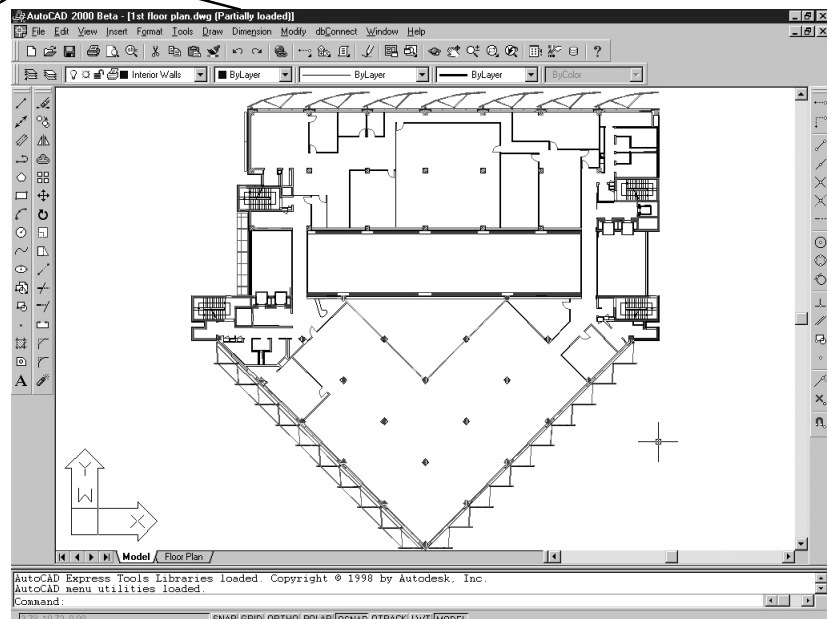 AutoCAD 2000 Beta - [1st floor plan.dwg (Partially loaded)]
File Edit View Insert Format Tools Draw Dimension Modify dbConnect Window Help
Interior Walls ByLayer ByLayer ByLayer ByColor
A
Y
W
X
Model Floor Plan
AutoCAD Express Tools Libraries loaded. Copyright © 1998 by Autodesk, Inc.
AutoCAD menu utilities loaded.
Command:
SNAP GRID ORTHO POLAR OSNAP OTRACK LWT MODEL